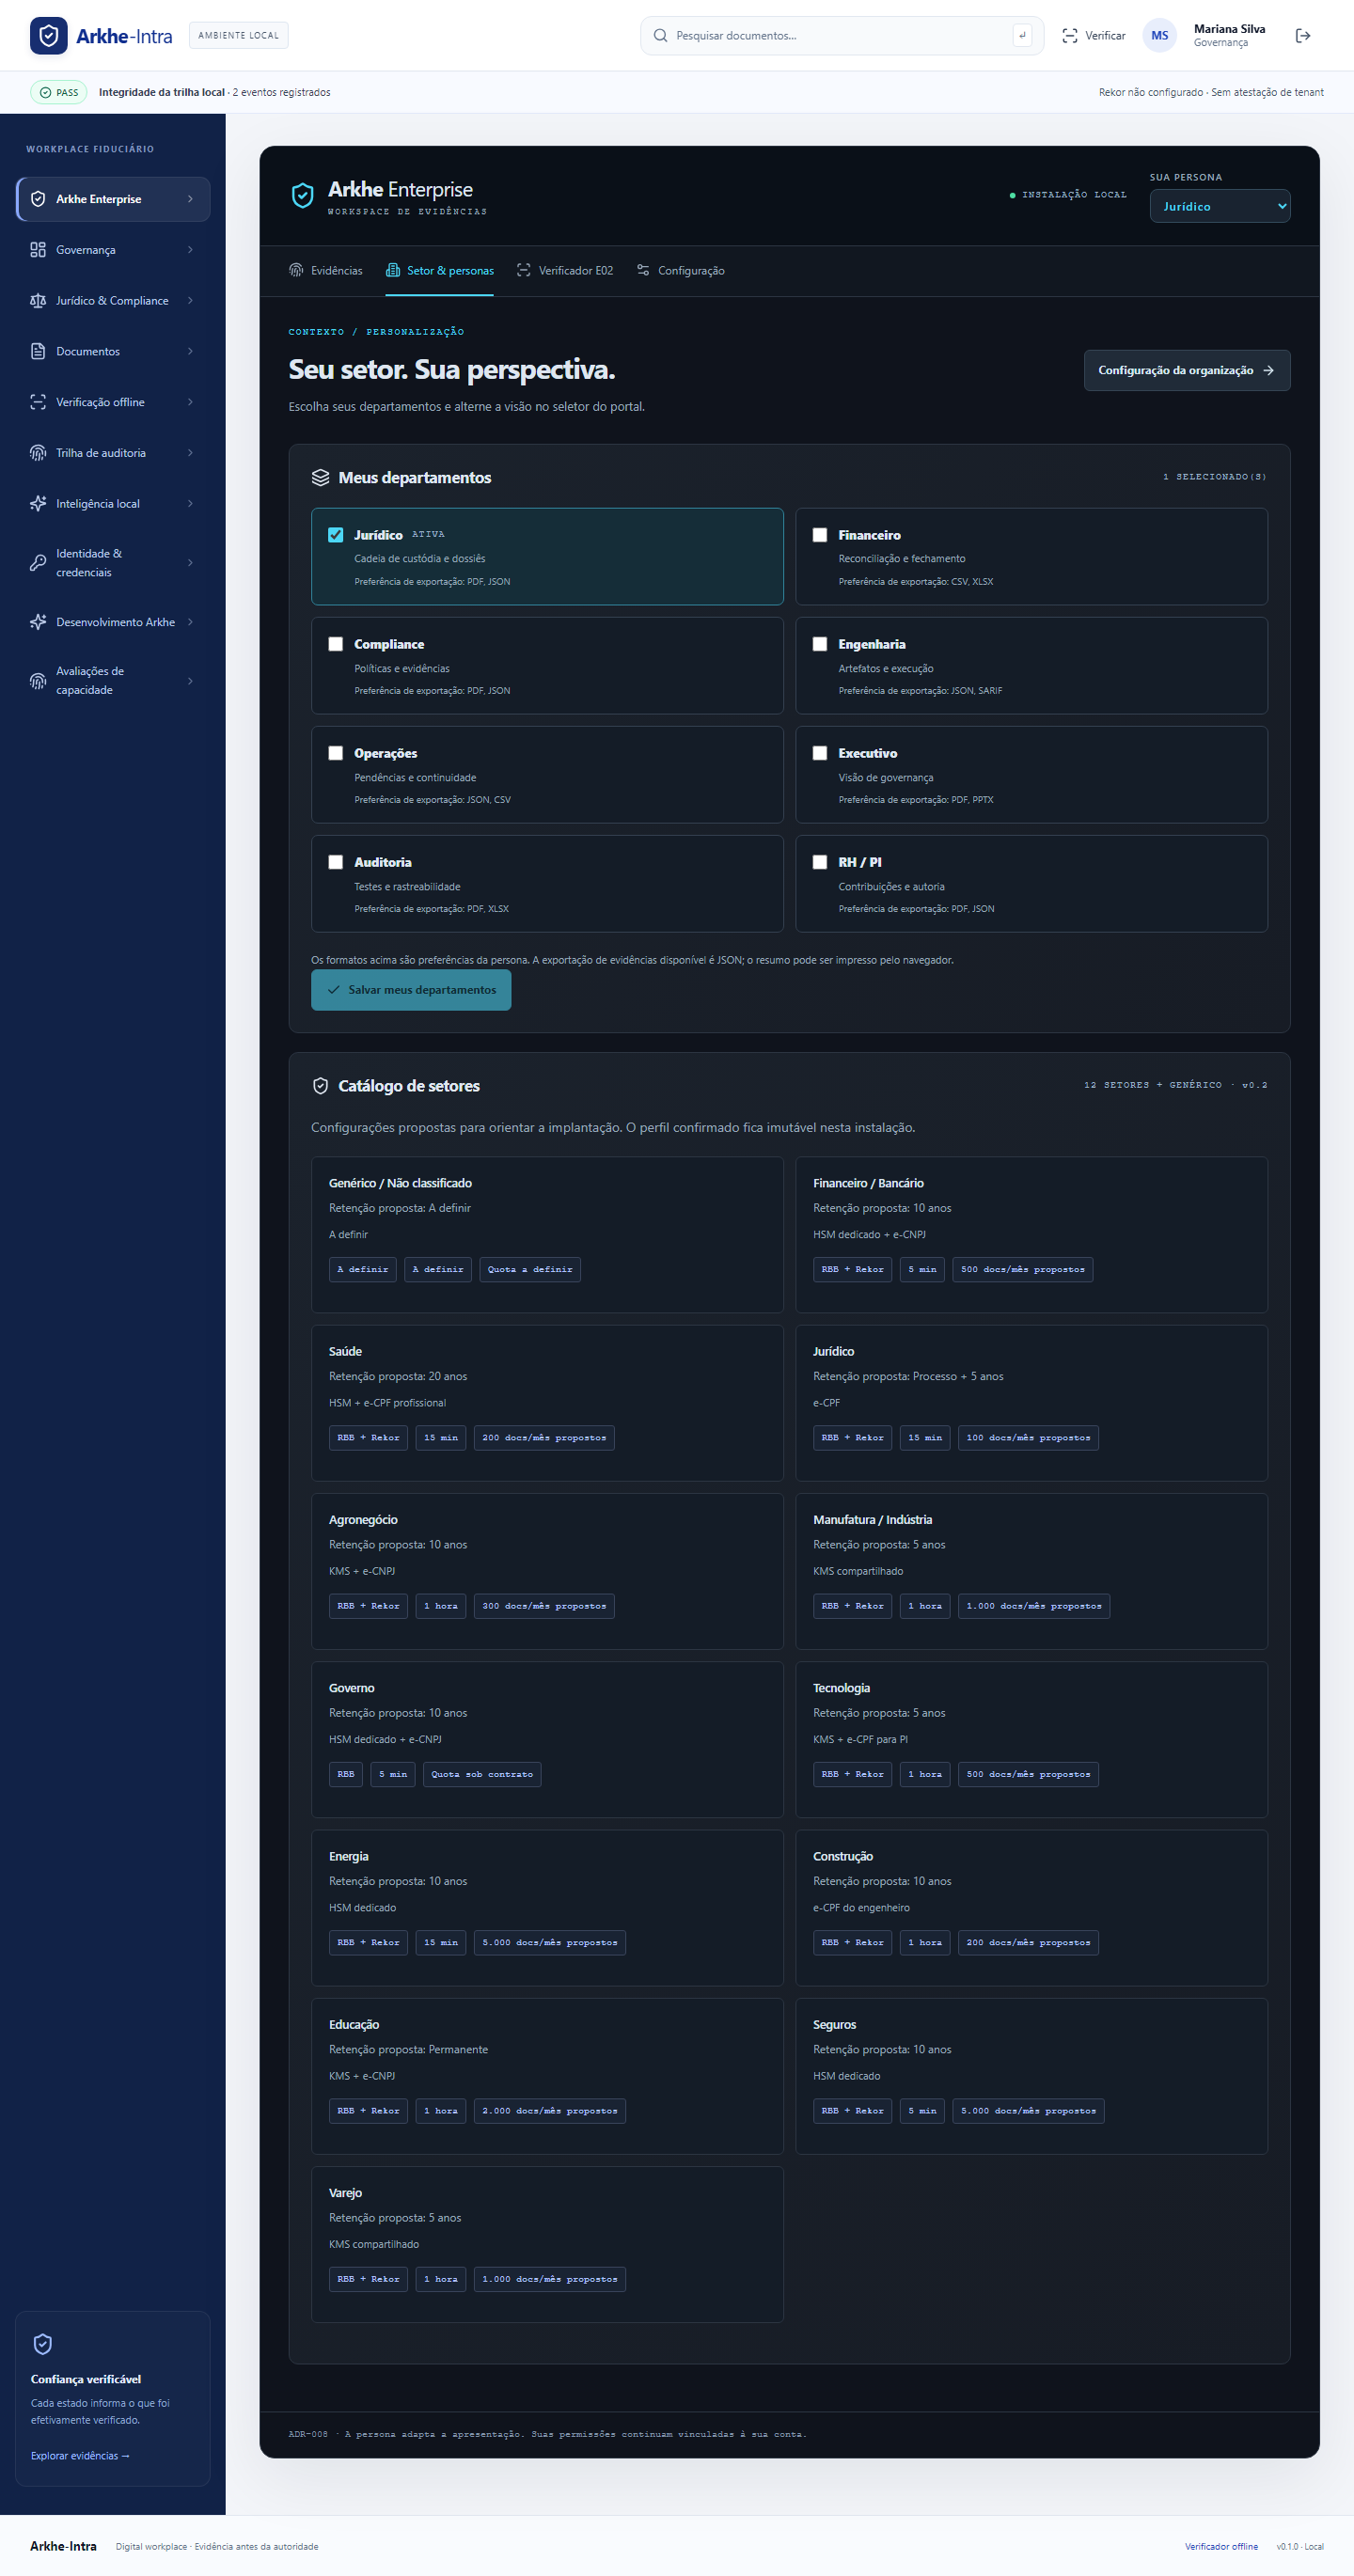 Arkhe-Intra
AMBIENTE LOCAL
Pesquisar documentos...
↵
Verificar
MS
Mariana Silva
Governança
PASS
Integridade da trilha local · 2 eventos registrados
Rekor não configurado · Sem atestação de tenant
WORKPLACE FIDUCIÁRIO
Arkhe Enterprise
Governança
Jurídico & Compliance
Documentos
Verificação offline
Trilha de auditoria
Inteligência local
Identidade &
credenciais
Desenvolvimento Arkhe
Avaliações de
capacidade
Confiança verificável
Cada estado informa o que foi
efetivamente verificado.
Explorar evidências →
Arkhe Enterprise
WORKSPACE DE EVIDÊNCIAS
INSTALAÇÃO LOCAL
SUA PERSONA
Jurídico
Evidências
Setor & personas
Verificador E02
Configuração
CONTEXTO / PERSONALIZAÇÃO
Seu setor. Sua perspectiva.
Escolha seus departamentos e alterne a visão no seletor do portal.
Configuração da organização →
Meus departamentos
1 SELECIONADO(S)
Jurídico ATIVA
Cadeia de custódia e dossiês
Preferência de exportação: PDF, JSON
Financeiro
Reconciliação e fechamento
Preferência de exportação: CSV, XLSX
Compliance
Políticas e evidências
Preferência de exportação: PDF, JSON
Engenharia
Artefatos e execução
Preferência de exportação: JSON, SARIF
Operações
Pendências e continuidade
Preferência de exportação: JSON, CSV
Executivo
Visão de governança
Preferência de exportação: PDF, PPTX
Auditoria
Testes e rastreabilidade
Preferência de exportação: PDF, XLSX
RH / PI
Contribuições e autoria
Preferência de exportação: PDF, JSON
Os formatos acima são preferências da persona. A exportação de evidências disponível é JSON; o resumo pode ser impresso pelo navegador.
Salvar meus departamentos
Catálogo de setores
12 SETORES + GENÉRICO · v0.2
Configurações propostas para orientar a implantação. O perfil confirmado fica imutável nesta instalação.
Genérico / Não classificado
Retenção proposta: A definir
A definir
A definir
A definir
Quota a definir
Financeiro / Bancário
Retenção proposta: 10 anos
HSM dedicado + e-CNPJ
RBB + Rekor
5 min
500 docs/mês propostos
Saúde
Retenção proposta: 20 anos
HSM + e-CPF profissional
RBB + Rekor
15 min
200 docs/mês propostos
Jurídico
Retenção proposta: Processo + 5 anos
e-CPF
RBB + Rekor
15 min
100 docs/mês propostos
Agronegócio
Retenção proposta: 10 anos
KMS + e-CNPJ
RBB + Rekor
1 hora
300 docs/mês propostos
Manufatura / Indústria
Retenção proposta: 5 anos
KMS compartilhado
RBB + Rekor
1 hora
1.000 docs/mês propostos
Governo
Retenção proposta: 10 anos
HSM dedicado + e-CNPJ
RBB
5 min
Quota sob contrato
Tecnologia
Retenção proposta: 5 anos
KMS + e-CPF para PI
RBB + Rekor
1 hora
500 docs/mês propostos
Energia
Retenção proposta: 10 anos
HSM dedicado
RBB + Rekor
15 min
5.000 docs/mês propostos
Construção
Retenção proposta: 10 anos
e-CPF do engenheiro
RBB + Rekor
1 hora
200 docs/mês propostos
Educação
Retenção proposta: Permanente
KMS + e-CNPJ
RBB + Rekor
1 hora
2.000 docs/mês propostos
Seguros
Retenção proposta: 10 anos
HSM dedicado
RBB + Rekor
5 min
5.000 docs/mês propostos
Varejo
Retenção proposta: 5 anos
KMS compartilhado
RBB + Rekor
1 hora
1.000 docs/mês propostos
ADR-008 · A persona adapta a apresentação. Suas permissões continuam vinculadas à sua conta.
Arkhe-Intra
Digital workplace · Evidência antes da autoridade
Verificador offline
v0.1.0 · Local